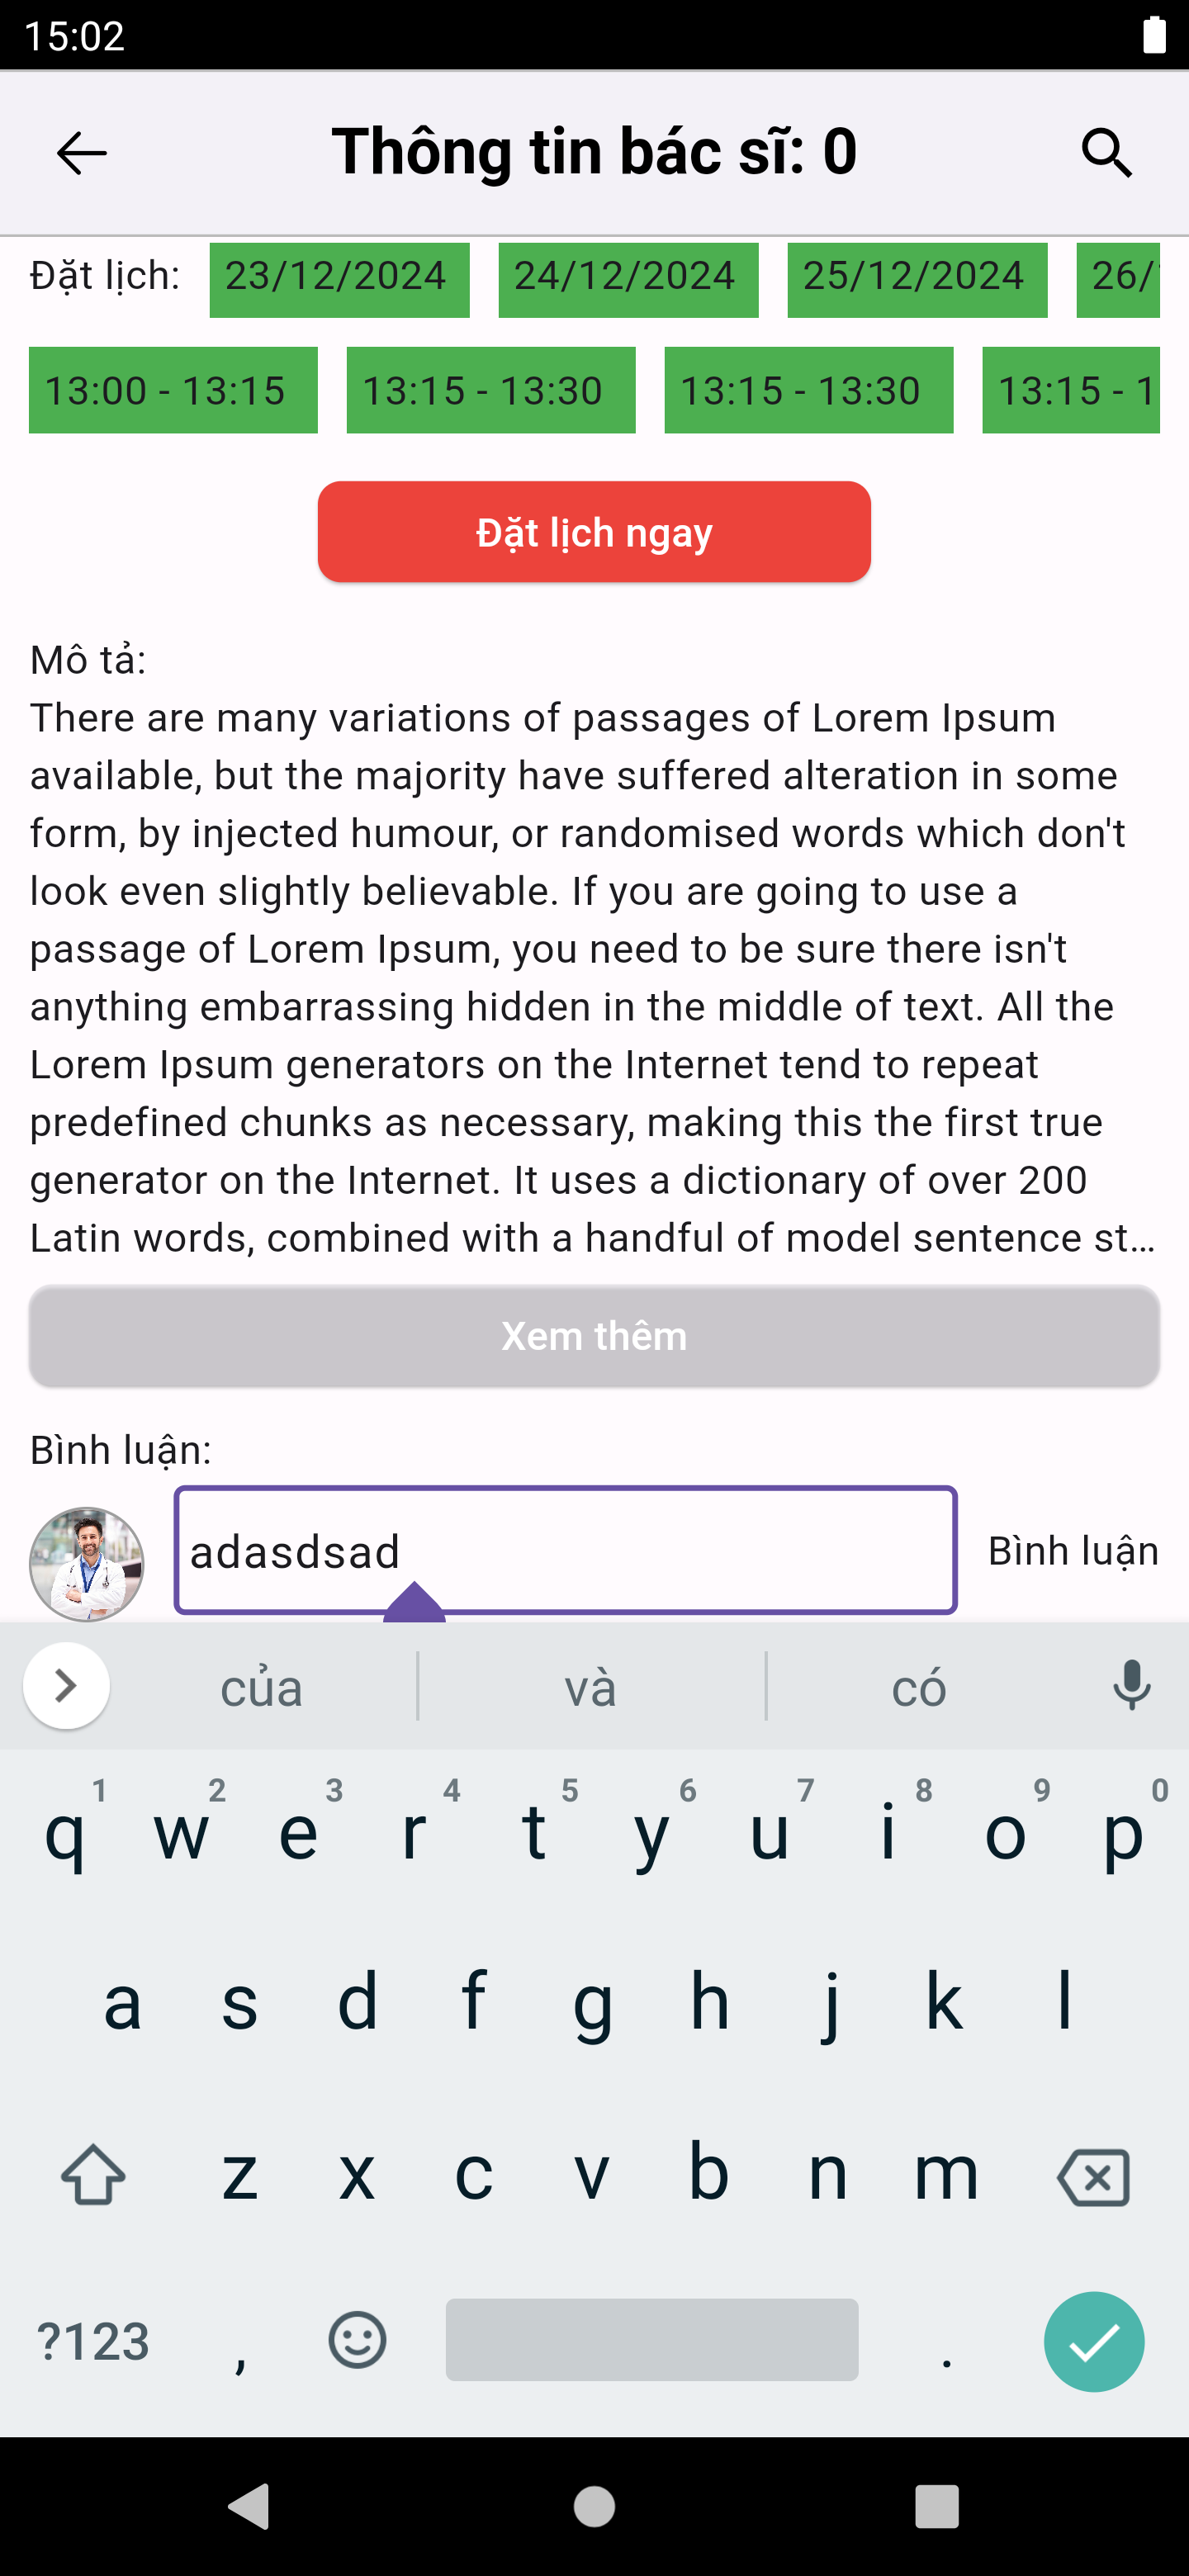 15:02
Thông tin bác sĩ: 0
Đặt lịch: 23/12/2024 24/12/2024 25/12/2024 26/
13:00 - 13:15 13:15 - 13:30 13:15 - 13:30 13:15 - 1
Đặt lịch ngay
Mô tả:
There are many variations of passages of Lorem Ipsum
available, but the majority have suffered alteration in some
form, by injected humour, or randomised words which don't
look even slightly believable. If you are going to use a
passage of Lorem Ipsum, you need to be sure there isn't
anything embarrassing hidden in the middle of text. All the
Lorem Ipsum generators on the Internet tend to repeat
predefined chunks as necessary, making this the first true
generator on the Internet. It uses a dictionary of over 200
Latin words, combined with a handful of model sentence st...
Xem thêm
Bình luận:
adasdsad Bình luận
của và có
1 2 3 4 5 6 7 8 9 0
q w e r t y u i o p
a s d f g h j k l
z x c v b n m
?123 , .